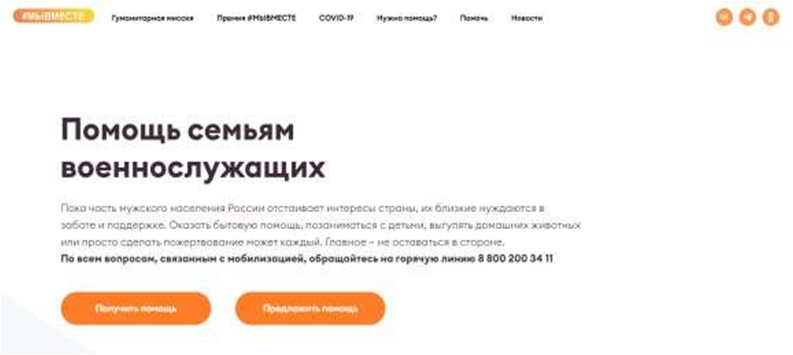 #МЫВМЕСТЕ Гуманитарная миссия Премия #МЫВМЕСТЕ COVID-19 Нужна помощь? Помочь Новости
Помощь семьям
военнослужащих
Пока часть мужского населения России отстаивает интересы страны, их близкие нуждаются в
заботе и поддержке. Оказать бытовую помощь, позаниматься с детьми, выгулять домашних животных
или просто сделать пожертвование может каждый. Главное – не оставаться в стороне.
По всем вопросам, связанным с мобилизацией, обращайтесь на горячую линию 8 800 200 34 11
Получить помощь Предложить помощь